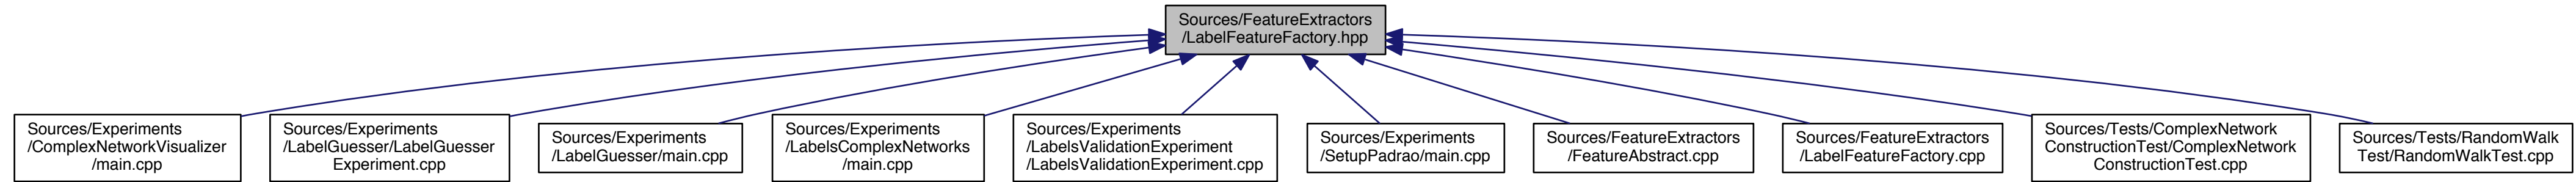 Sources/FeatureExtractors
/LabelFeatureFactory.hpp
Sources/Experiments
/ComplexNetworkVisualizer
/main.cpp
Sources/Experiments
/LabelGuesser/LabelGuesser
Experiment.cpp
Sources/Experiments
/LabelGuesser/main.cpp
Sources/Experiments
/LabelsComplexNetworks
/main.cpp
Sources/Experiments
/LabelsValidationExperiment
/LabelsValidationExperiment.cpp
Sources/Experiments
/SetupPadrao/main.cpp
Sources/FeatureExtractors
/FeatureAbstract.cpp
Sources/FeatureExtractors
/LabelFeatureFactory.cpp
Sources/Tests/ComplexNetwork
ConstructionTest/ComplexNetwork
ConstructionTest.cpp
Sources/Tests/RandomWalk
Test/RandomWalkTest.cpp